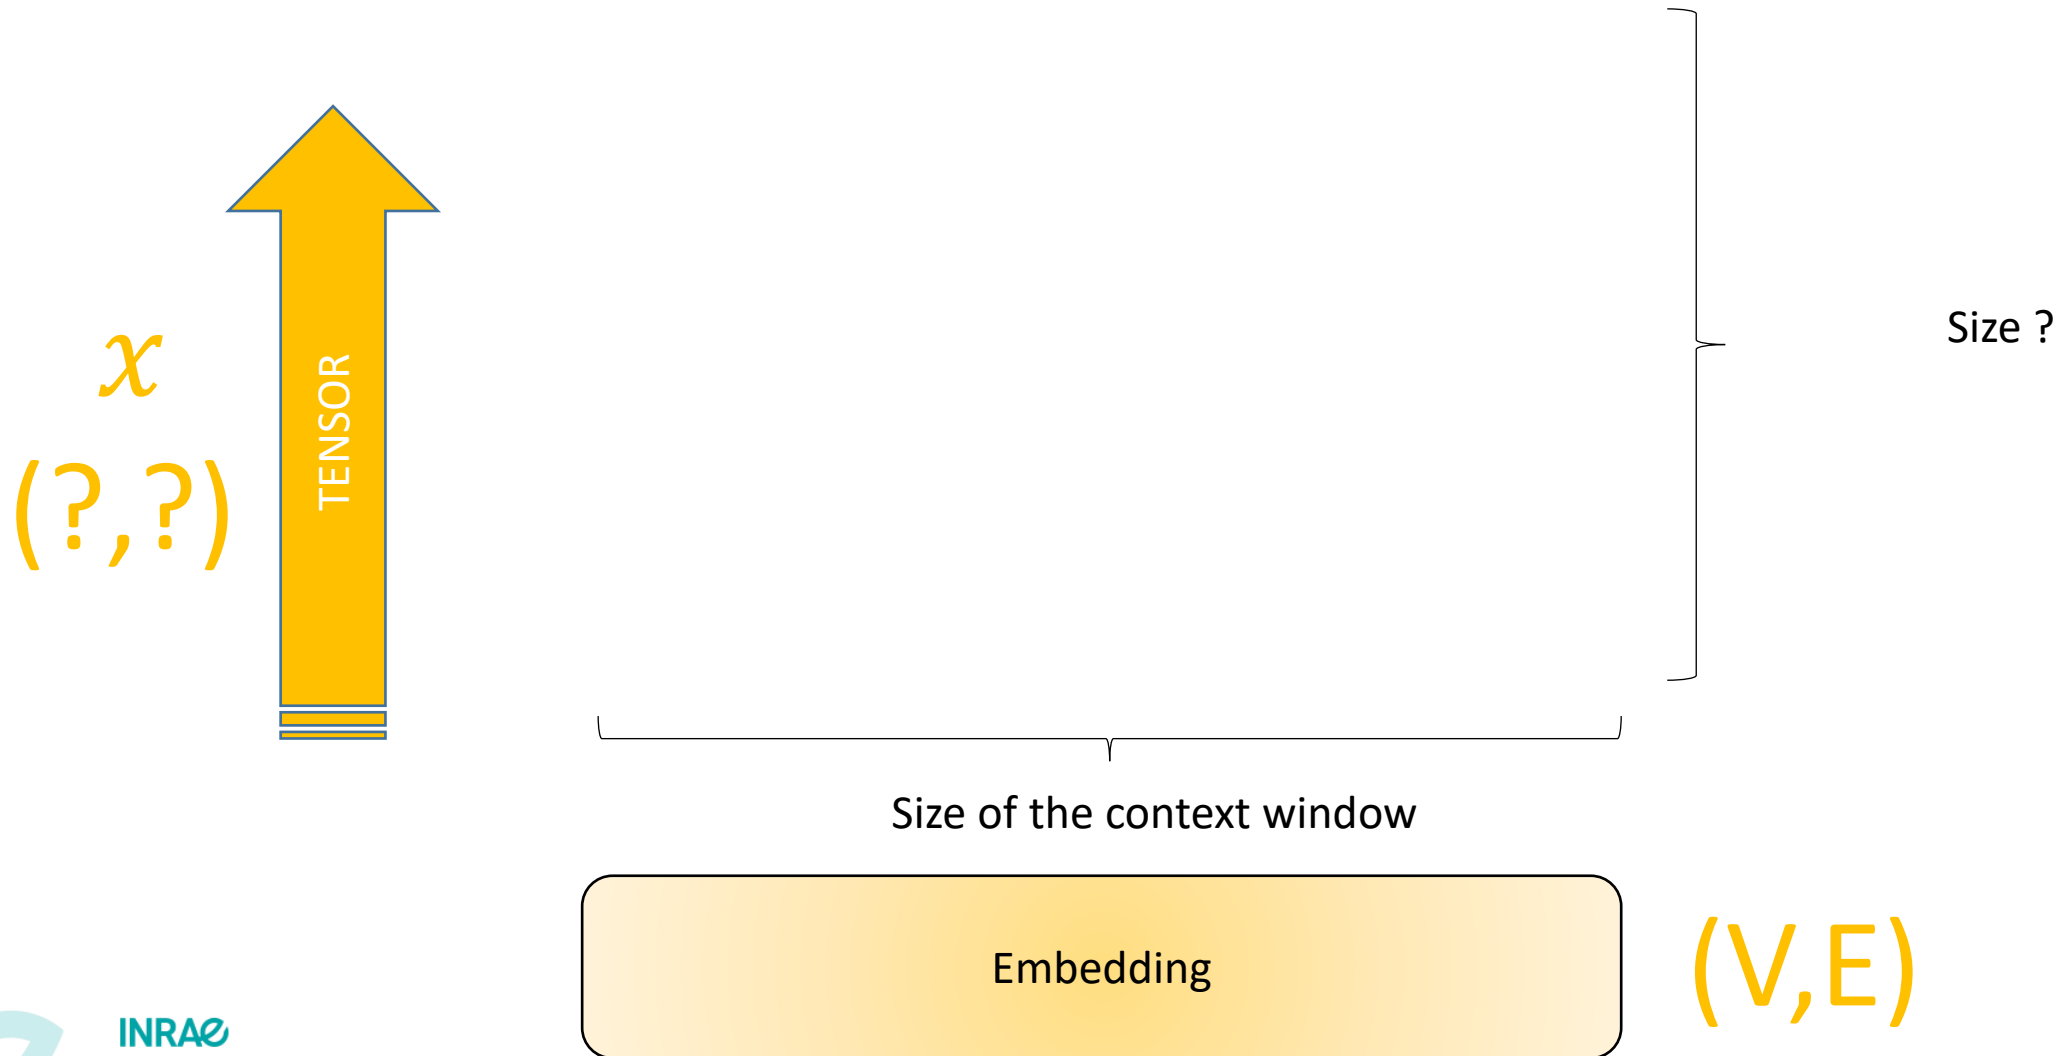 Size ?
x
(?,?)
TENSOR
Size of the context window
Embedding
(V,E)
INRAE